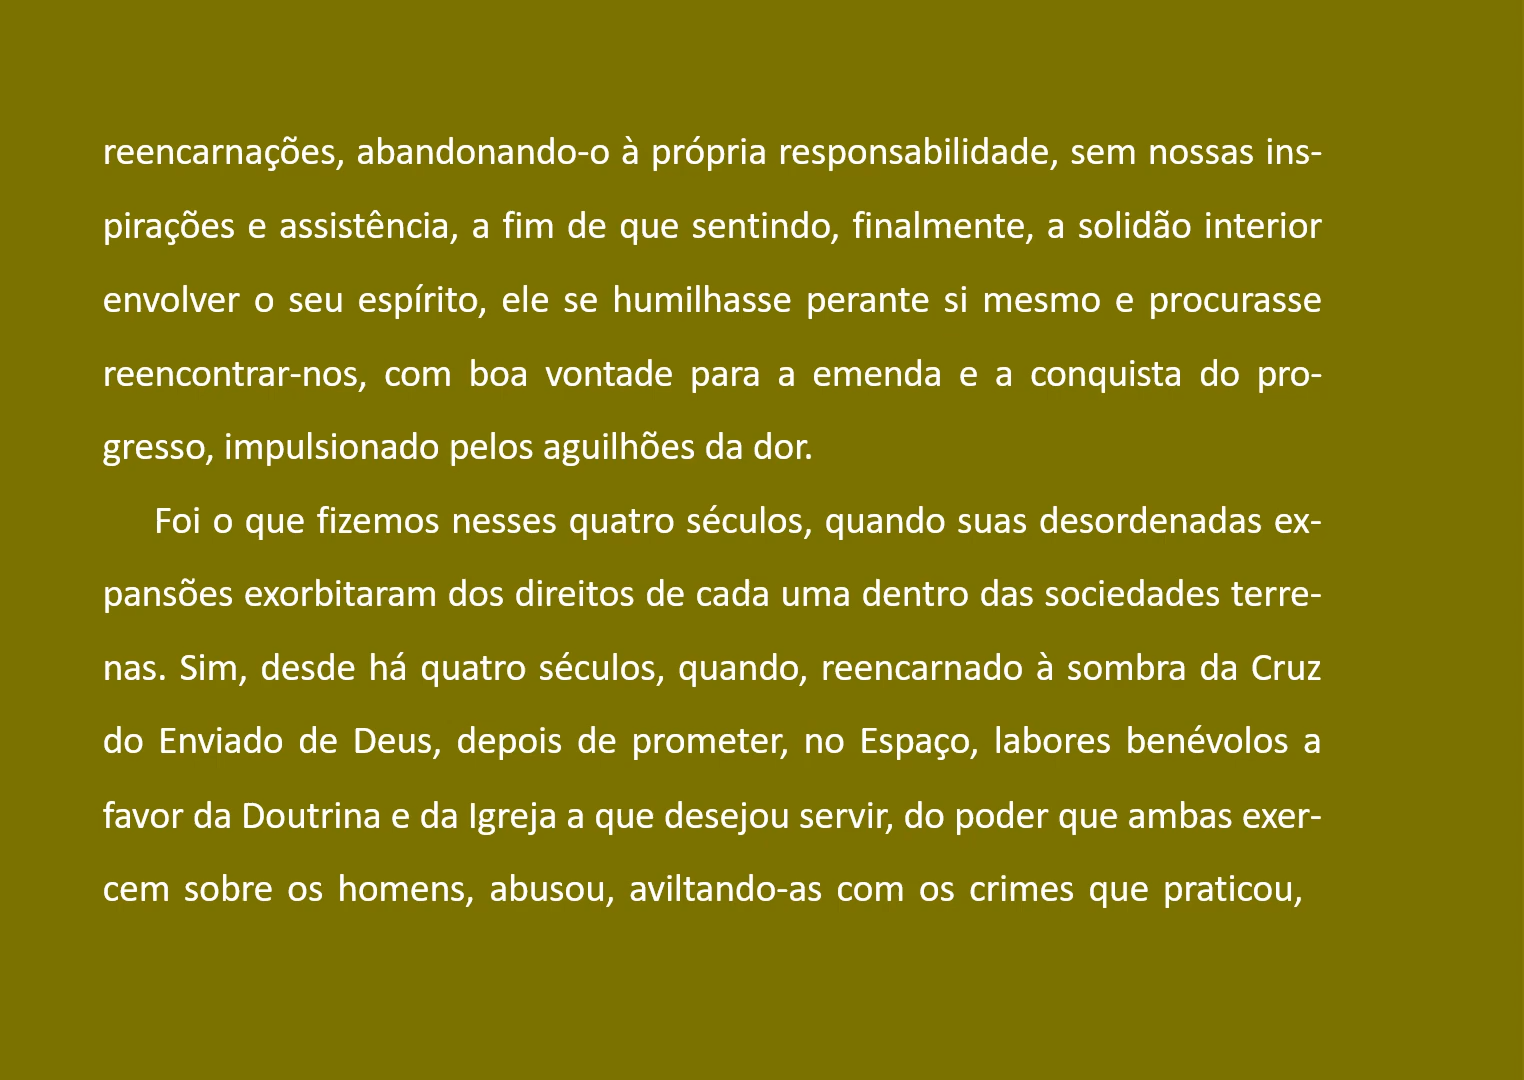 reencarnações, abandonando-o à própria responsabilidade, sem nossas ins-
pirações e assistência, a fim de que sentindo, finalmente, a solidão interior
envolver o seu espírito, ele se humilhasse perante si mesmo e procurasse
reencontrar-nos, com boa vontade para a emenda e a conquista do pro-
gresso, impulsionado pelos aguilhões da dor.
Foi o que fizemos nesses quatro séculos, quando suas desordenadas ex-
pansões exorbitaram dos direitos de cada uma dentro das sociedades terre-
nas. Sim, desde há quatro séculos, quando, reencarnado à sombra da Cruz
do Enviado de Deus, depois de prometer, no Espaço, labores benévolos a
favor da Doutrina e da Igreja a que desejou servir, do poder que ambas exer-
cem sobre os homens, abusou, aviltando-as com os crimes que praticou,